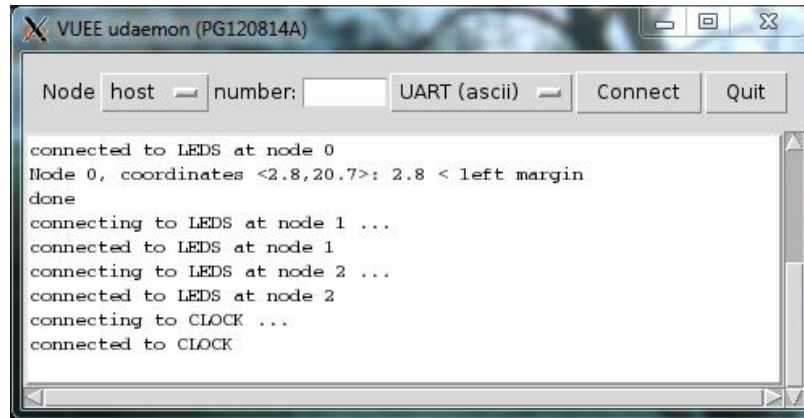 VUEE udaemon (PG120814A)
Node host number: UART (ascii) Connect Quit
connected to LEDS at node 0
Node 0, coordinates <2.8,20.7>: 2.8 < left margin
done
connecting to LEDS at node 1 ...
connected to LEDS at node 1
connecting to LEDS at node 2 ...
connected to LEDS at node 2
connecting to CLOCK ...
connected to CLOCK